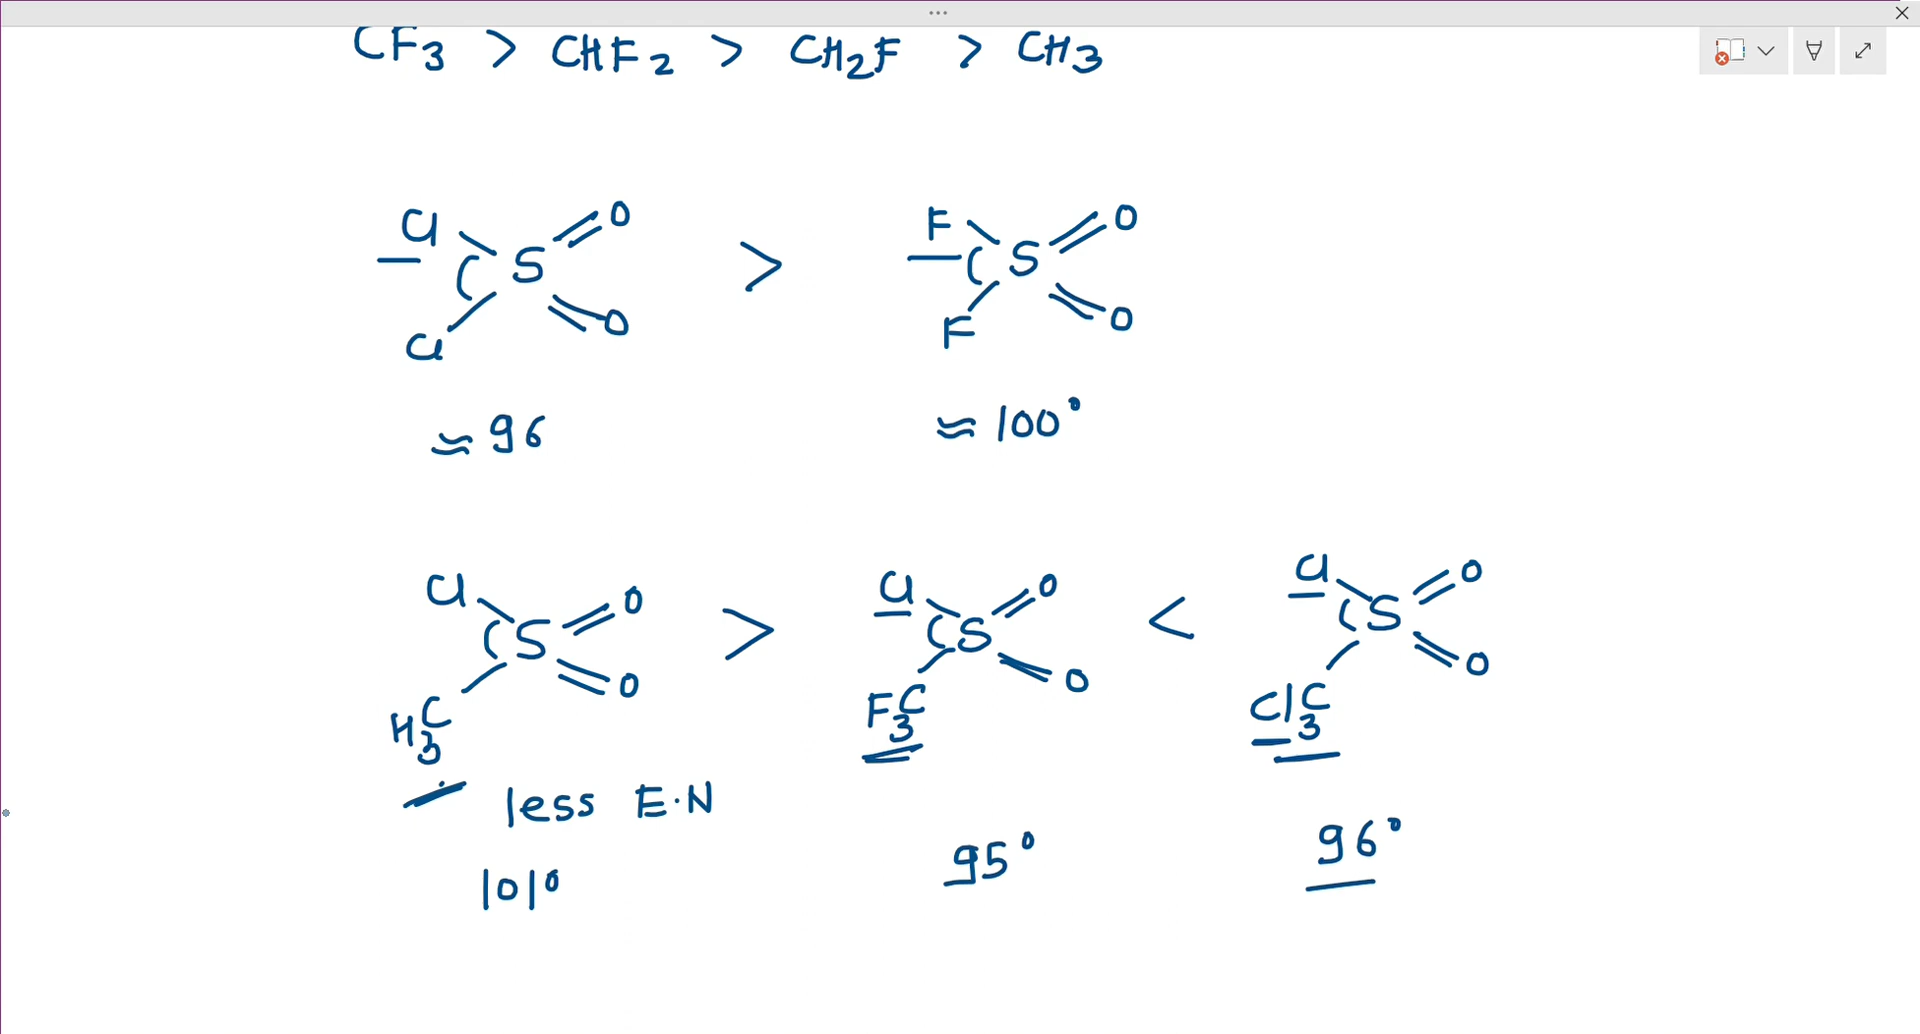 CF3 > CHF2 > CH2F > CH3
Cl S O O Cl > F S O O F
≈ 96 ≈ 100°
Cl S O O H3C > Cl S O O F3C < Cl S O O Cl3C
less E.N
101° 95° 96°